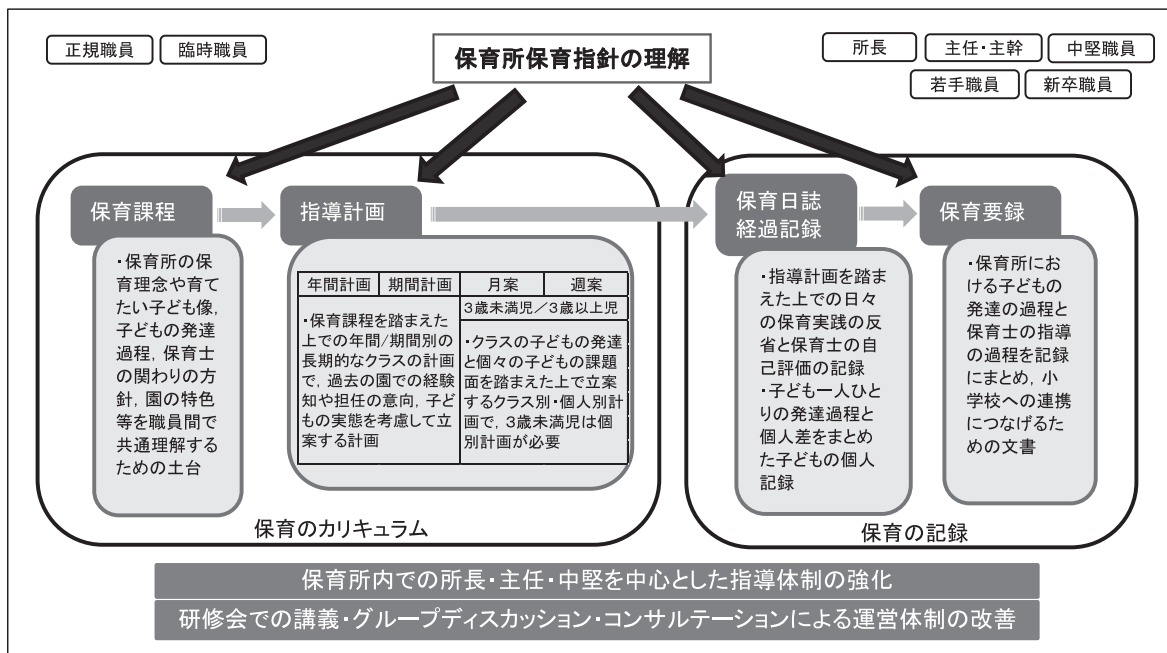 正規職員 臨時職員
保育所保育指針の理解
所長 主任・主幹 中堅職員
若手職員 新卒職員
保育課程
・保育所の保
育理念や育て
たい子ども像,
子どもの発達
過程, 保育士
の関わりの方
針, 園の特色
等を職員間で
共通理解する
ための土台
指導計画
年間計画 期間計画 月案 週案
3歳未満児/3歳以上児
・保育課程を踏まえた
上での年間/期間別の
長期的なクラスの計画
で, 過去の園での経験
知や担任の意向, 子ど
もの実態を考慮して立
案する計画
・クラスの子どもの発達
と個々の子どもの課題
面を踏まえた上で立案
するクラス別・個人別計
画で, 3歳未満児は個
別計画が必要
保育のカリキュラム
保育日誌
経過記録
・指導計画を踏ま
えた上での日々
の保育実践の反
省と保育士の自
己評価の記録
・子ども一人ひと
りの発達過程と
個人差をまとめ
た子どもの個人
記録
保育要録
・保育所にお
ける子どもの
発達の過程と
保育士の指導
の過程を記録
にまとめ, 小
学校への連携
につなげるた
めの文書
保育の記録
保育所内での所長・主任・中堅を中心とした指導体制の強化
研修会での講義・グループディスカッション・コンサルテーションによる運営体制の改善